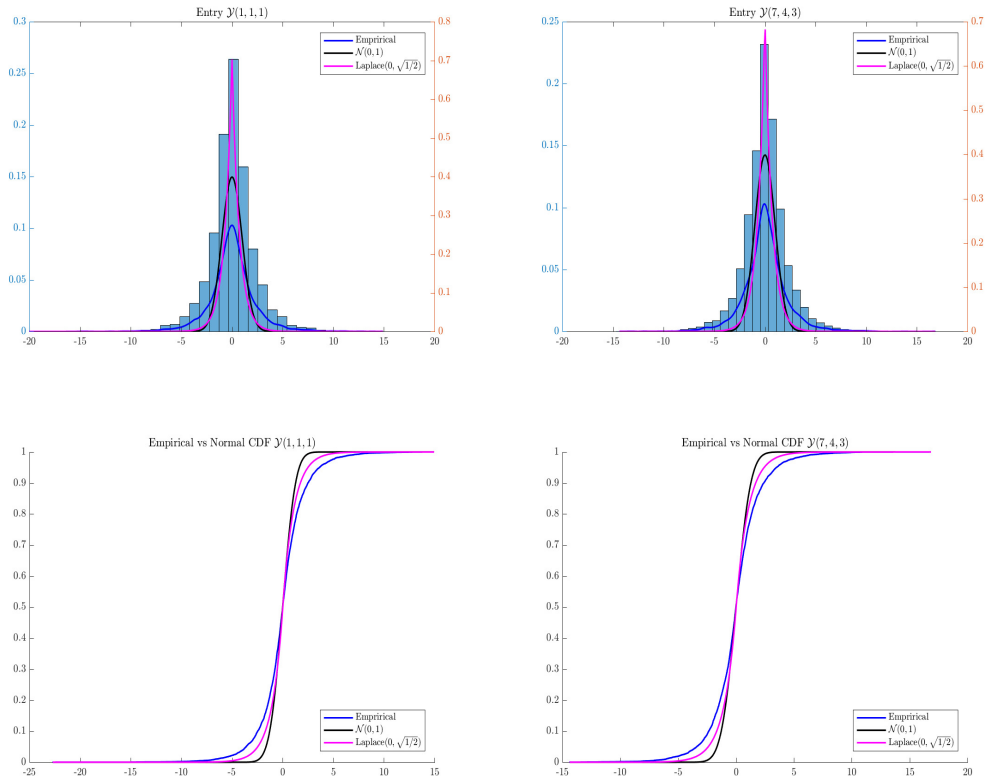 Entry 𝒴(1, 1, 1)
0.3
0.25
0.2
0.15
0.1
0.05
0
0.8
0.7
0.6
0.5
0.4
0.3
0.2
0.1
0
-20 -15 -10 -5 0 5 10 15 20
Emprirical
𝒩(0, 1)
Laplace(0, √1/2)
Entry 𝒴(7, 4, 3)
0.25
0.2
0.15
0.1
0.05
0
0.7
0.6
0.5
0.4
0.3
0.2
0.1
0
-20 -15 -10 -5 0 5 10 15 20
Emprirical
𝒩(0, 1)
Laplace(0, √1/2)
Empirical vs Normal CDF 𝒴(1, 1, 1)
1
0.9
0.8
0.7
0.6
0.5
0.4
0.3
0.2
0.1
0
-25 -20 -15 -10 -5 0 5 10 15
Emprirical
𝒩(0, 1)
Laplace(0, √1/2)
Empirical vs Normal CDF 𝒴(7, 4, 3)
1
0.9
0.8
0.7
0.6
0.5
0.4
0.3
0.2
0.1
0
-15 -10 -5 0 5 10 15 20
Emprirical
𝒩(0, 1)
Laplace(0, √1/2)